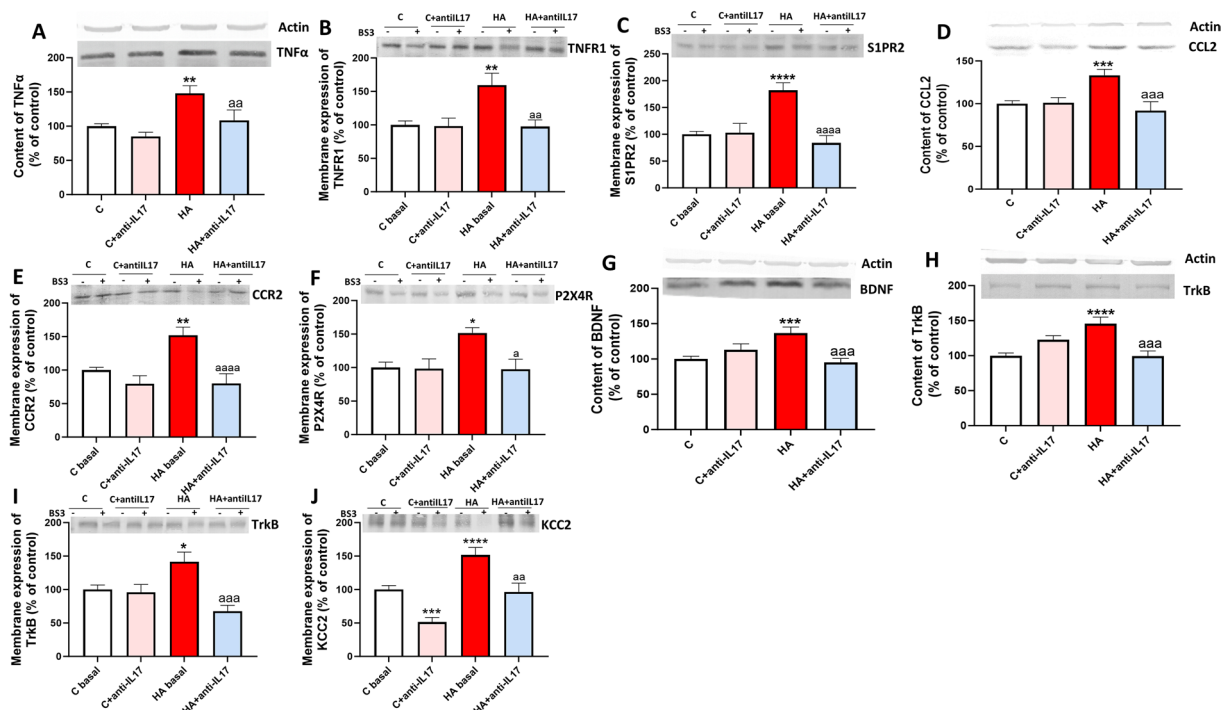 A
Actin
TNFα
Content of TNFα
(% of control)
200
150
100
50
0
**
aa
C
C+anti-IL17
HA
HA+anti-IL17
B
C
C+antiIL17
HA
HA+antiIL17
BS3
- + - + - + - +
TNFR1
Membrane expression of
TNFR1 (% of control)
200
150
100
50
0
**
aa
C basal
C+anti-IL17
HA basal
HA+anti-IL17
C
C
C+antiIL17
HA
HA+antiIL17
BS3
- + - + - + - +
S1PR2
Membrane expression of
S1PR2 (% of control)
250
200
150
100
50
0
****
aaaa
C basal
C+anti-IL17
HA basal
HA+anti-IL17
D
Actin
CCL2
Content of CCL2
(% of control)
150
100
50
0
***
aaa
C
C+anti-IL17
HA
HA+anti-IL17
E
C
C+antiIL17
HA
HA+antiIL17
BS3
- + - + - + - +
CCR2
Membrane expression of
CCR2 (% of control)
200
150
100
50
0
**
aaaa
C basal
C+anti-IL17
HA basal
HA+anti-IL17
F
C
C+antiIL17
HA
HA+antiIL17
BS3
- + - + - + - +
P2X4R
Membrane expression of
P2X4R (% of control)
200
150
100
50
0
*
a
C basal
C+anti-IL17
HA basal
HA+anti-IL17
G
Actin
BDNF
Content of BDNF
(% of control)
200
150
100
50
0
***
aaa
C
C+anti-IL17
HA
HA+anti-IL17
H
Actin
TrkB
Content of TrkB
(% of control)
200
150
100
50
0
****
aaa
C
C+anti-IL17
HA
HA+anti-IL17
I
C
C+antiIL17
HA
HA+antiIL17
BS3
- + - + - + - +
TrkB
Membrane expression of
TrkB (% of control)
200
150
100
50
0
*
aaa
C basal
C+anti-IL17
HA basal
HA+anti-IL17
J
C
C+antiIL17
HA
HA+antiIL17
BS3
- + - + - + - +
KCC2
Membrane expression of
KCC2 (% of control)
200
150
100
50
0
***
****
aa
C basal
C+anti-IL17
HA basal
HA+anti-IL17